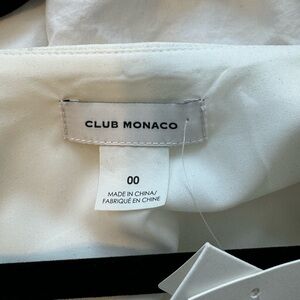 CLUB MONACO
00
MADE IN CHINA/
FABRIQUÉ EN CHINE